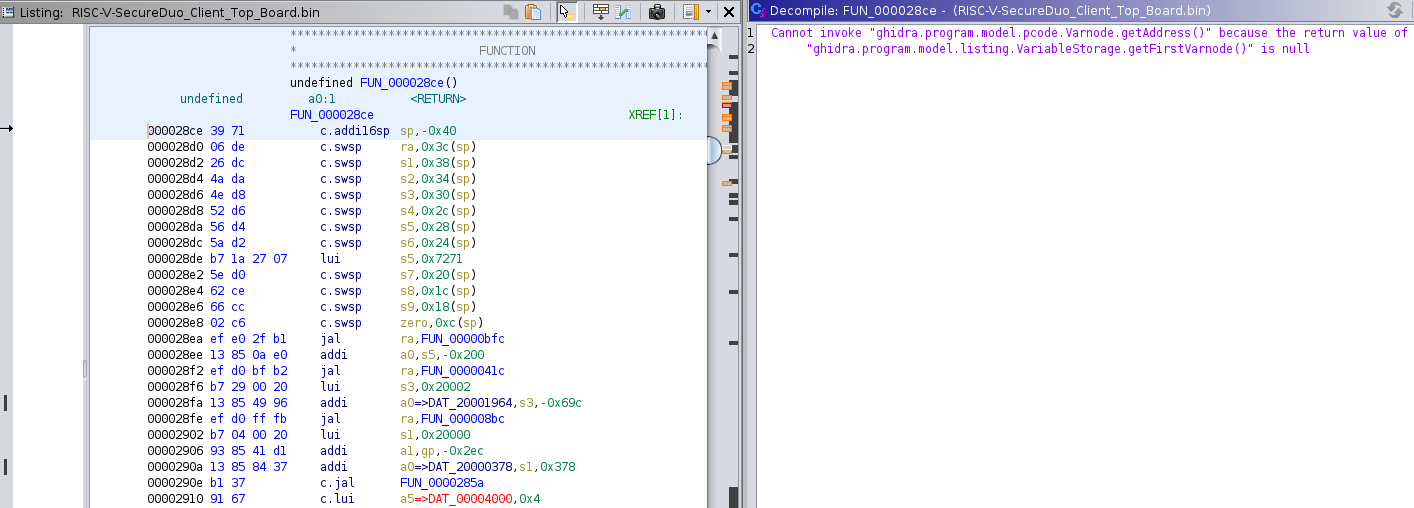 Listing: RISC-V-SecureDuo_Client_Top_Board.bin
************************************************************
* FUNCTION
************************************************************
undefined FUN_000028ce()
undefined a0:1 <RETURN>
FUN_000028ce XREF[1]:
000028ce 39 71 c.addi16sp sp,-0x40
000028d0 06 de c.swsp ra,0x3c(sp)
000028d2 26 dc c.swsp s1,0x38(sp)
000028d4 4a da c.swsp s2,0x34(sp)
000028d6 4e d8 c.swsp s3,0x30(sp)
000028d8 52 d6 c.swsp s4,0x2c(sp)
000028da 56 d4 c.swsp s5,0x28(sp)
000028dc 5a d2 c.swsp s6,0x24(sp)
000028de b7 1a 27 07 lui s5,0x7271
000028e2 5e d0 c.swsp s7,0x20(sp)
000028e4 62 ce c.swsp s8,0x1c(sp)
000028e6 66 cc c.swsp s9,0x18(sp)
000028e8 02 c6 c.swsp zero,0xc(sp)
000028ea ef e0 2f b1 jal ra,FUN_00000bfc
000028ee 13 85 0a e0 addi a0,s5,-0x200
000028f2 ef d0 bf b2 jal ra,FUN_0000041c
000028f6 b7 29 00 20 lui s3,0x20002
000028fa 13 85 49 96 addi a0=>DAT_20001964,s3,-0x69c
000028fe ef d0 ff fb jal ra,FUN_000008bc
00002902 b7 04 00 20 lui s1,0x20000
00002906 93 85 41 d1 addi a1,gp,-0x2ec
0000290a 13 85 84 37 addi a0=>DAT_20000378,s1,0x378
0000290e b1 37 c.jal FUN_0000285a
00002910 91 67 c.lui a5=>DAT_00004000,0x4
Decompile: FUN_000028ce - (RISC-V-SecureDuo_Client_Top_Board.bin)
1 Cannot invoke "ghidra.program.model.pcode.Varnode.getAddress()" because the return value of
2 "ghidra.program.model.listing.VariableStorage.getFirstVarnode()" is null